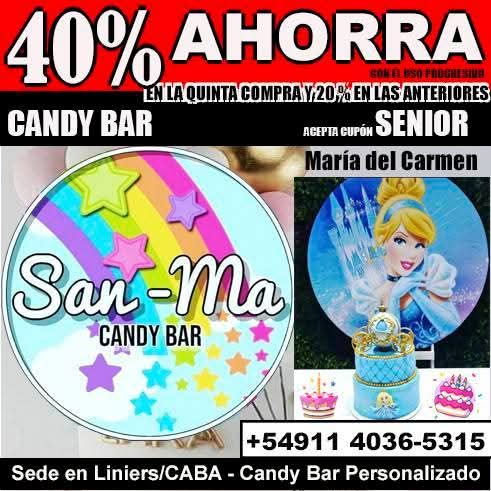 40% AHORRA
CON EL USO PROGRESIVO
EN LA QUINTA COMPRA Y 20% EN LAS ANTERIORES
CANDY BAR ACEPTA CUPÓN SENIOR
María del Carmen
San-Ma
CANDY BAR
+54911 4036-5315
Sede en Liniers/CABA - Candy Bar Personalizado